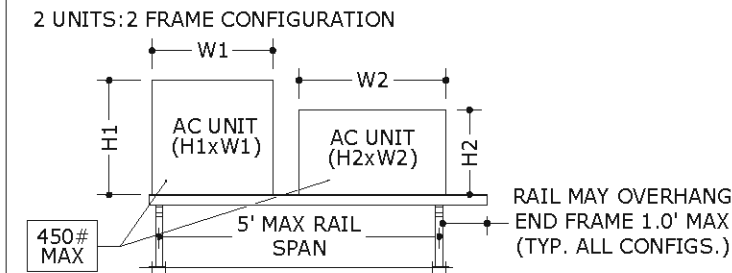 2 UNITS:2 FRAME CONFIGURATION
W1
W2
H1
AC UNIT
(H1xW1)
AC UNIT
(H2xW2)
H2
450#
MAX
5' MAX RAIL
SPAN
RAIL MAY OVERHANG
END FRAME 1.0' MAX
(TYP. ALL CONFIGS.)